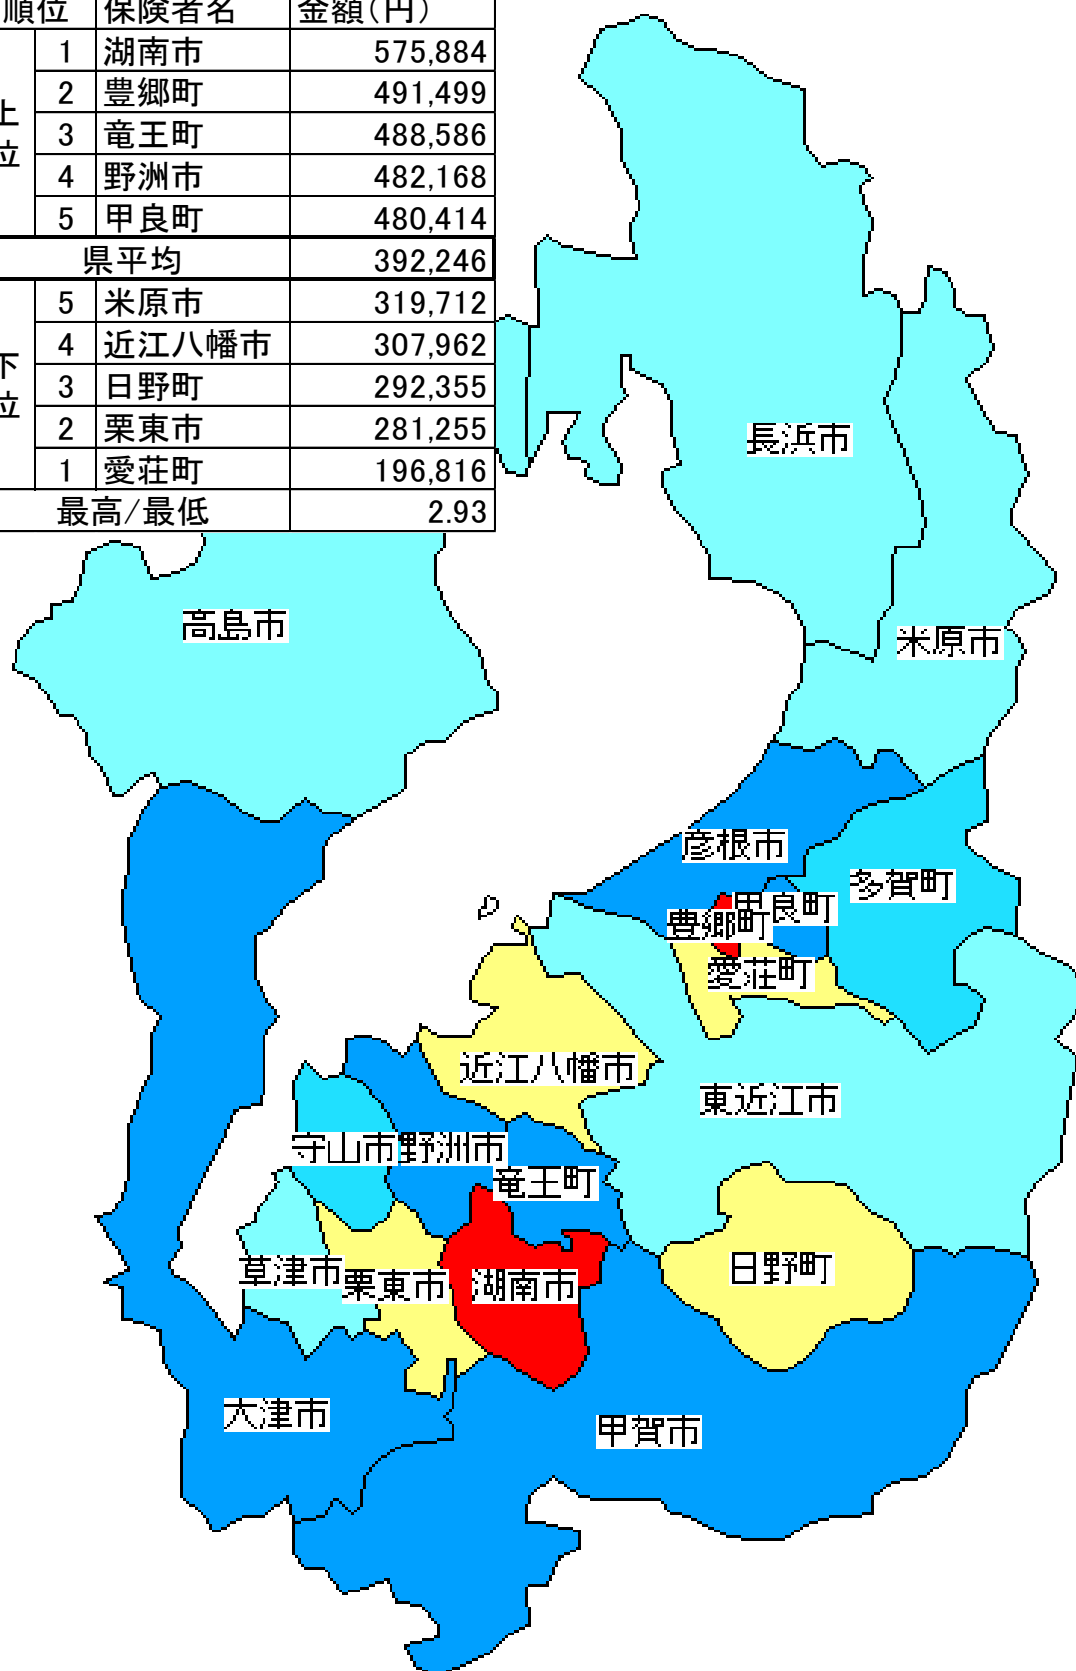 順位 保険者名 金額(円)
上位
1 湖南市 575,884
2 豊郷町 491,499
3 竜王町 488,586
4 野洲市 482,168
5 甲良町 480,414
県平均 392,246
下位
5 米原市 319,712
4 近江八幡市 307,962
3 日野町 292,355
2 栗東市 281,255
1 愛荘町 196,816
最高/最低 2.93
長浜市
高島市
米原市
彦根市
多賀町
甲良町
豊郷町
愛荘町
近江八幡市
東近江市
守山市
野洲市
竜王町
日野町
草津市
栗東市
湖南市
大津市
甲賀市